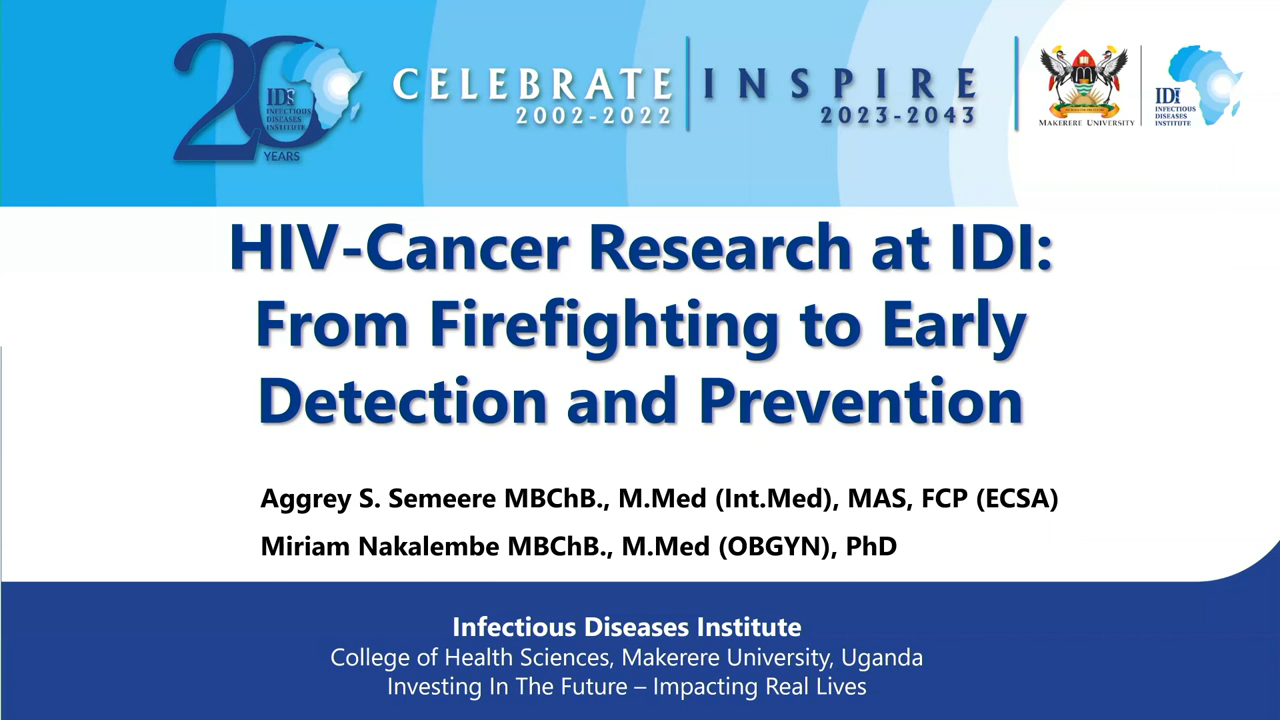 20
IDI
INFECTIOUS
DISEASES
INSTITUTE
YEARS
CELEBRATE
2002-2022
INSPIRE
2023-2043
MAKERERE UNIVERSITY
IDI
INFECTIOUS
DISEASES
INSTITUTE
HIV-Cancer Research at IDI:
From Firefighting to Early
Detection and Prevention
Aggrey S. Semeere MBChB., M.Med (Int.Med), MAS, FCP (ECSA)
Miriam Nakalembe MBChB., M.Med (OBGYN), PhD
Infectious Diseases Institute
College of Health Sciences, Makerere University, Uganda
Investing In The Future – Impacting Real Lives